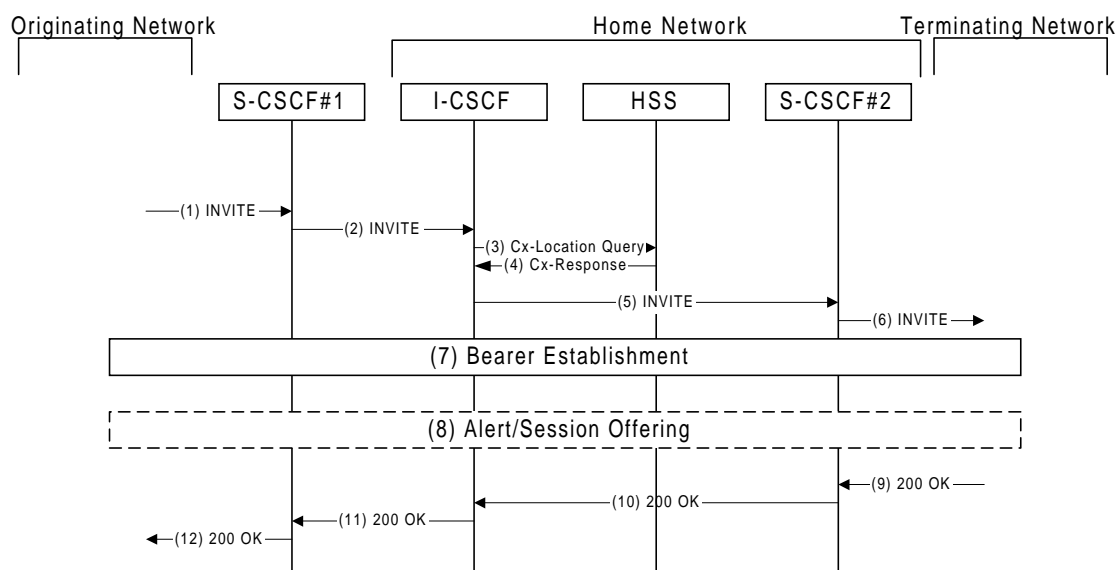 Originating Network
Home Network
Terminating Network
S-CSCF#1
I-CSCF
HSS
S-CSCF#2
(1) INVITE
(2) INVITE
(3) Cx-Location Query
(4) Cx-Response
(5) INVITE
(6) INVITE
(7) Bearer Establishment
(8) Alert/Session Offering
(9) 200 OK
(10) 200 OK
(11) 200 OK
(12) 200 OK